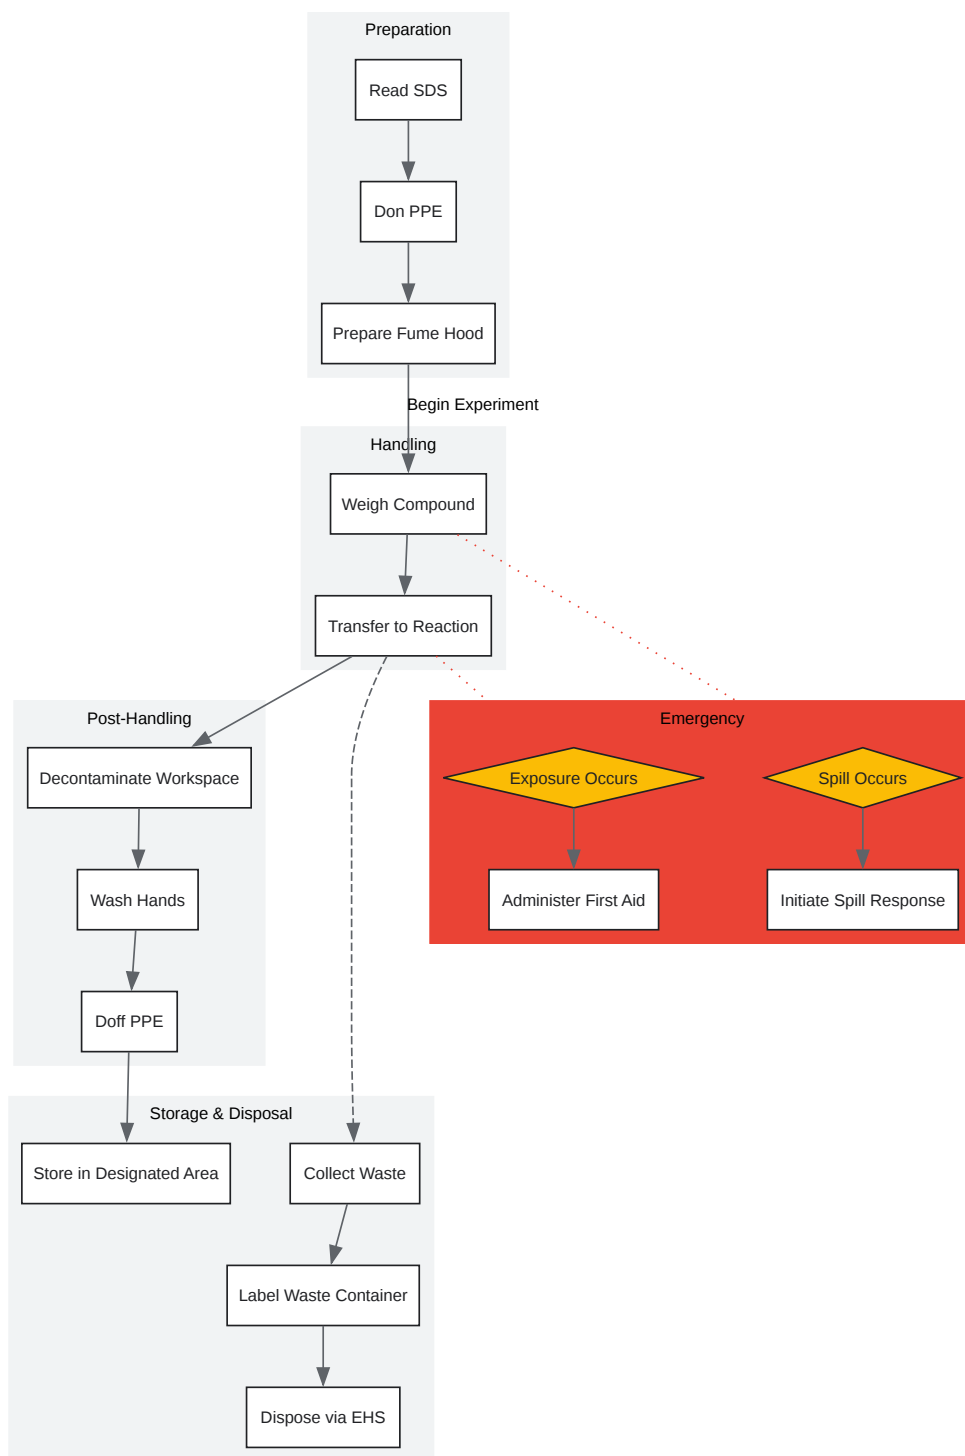 Preparation
Read SDS
Don PPE
Prepare Fume Hood
Begin Experiment
Handling
Weigh Compound
Transfer to Reaction
Post-Handling
Decontaminate Workspace
Wash Hands
Doff PPE
Emergency
Exposure Occurs
Spill Occurs
Administer First Aid
Initiate Spill Response
Storage & Disposal
Store in Designated Area
Collect Waste
Label Waste Container
Dispose via EHS